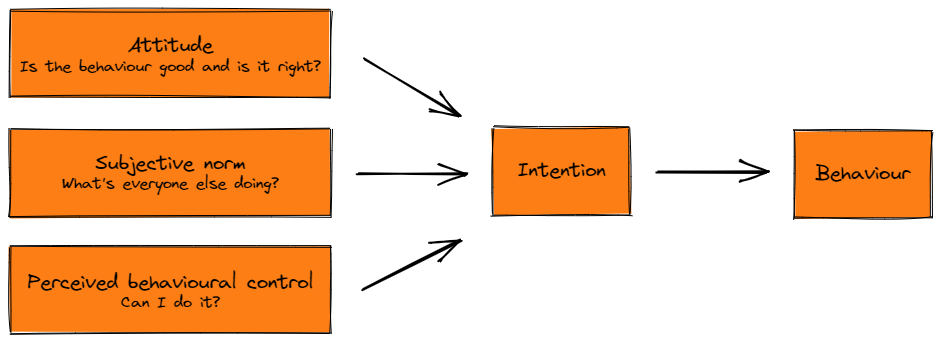 Attitude
Is the behaviour good and is it right?
Subjective norm
What's everyone else doing?
Perceived behavioural control
Can I do it?
Intention
Behaviour